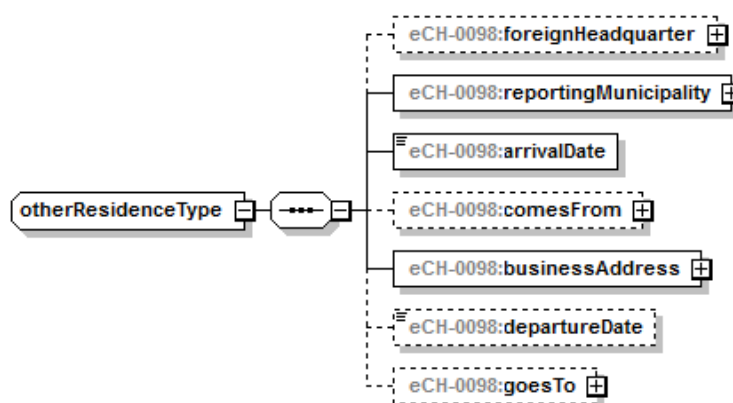 eCH-0098:foreignHeadquarter
eCH-0098:reportingMunicipality
eCH-0098:arrivalDate
otherResidenceType
eCH-0098:comesFrom
eCH-0098:businessAddress
eCH-0098:departureDate
eCH-0098:goesTo